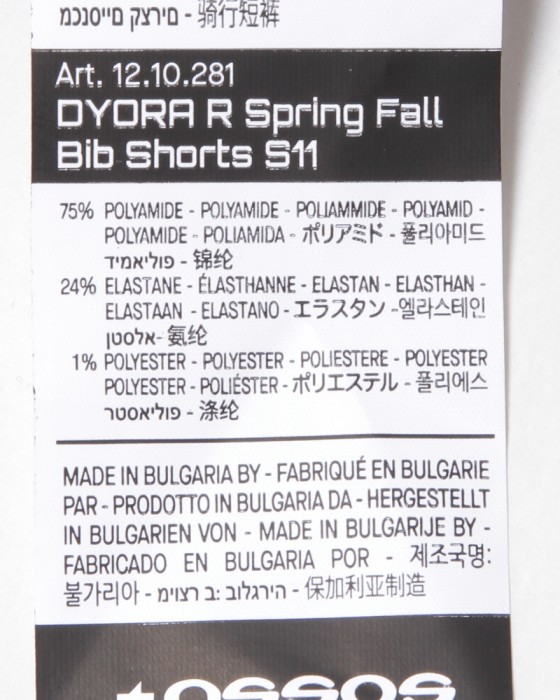 מכנסיים קצרים - 骑行短裤
Art. 12.10.281
DYORA R Spring Fall
Bib Shorts S11
75% POLYAMIDE - POLYAMIDE - POLIAMMIDE - POLYAMID -
POLYAMIDE - POLIAMIDA - ポリアミド - 폴리아미드
פוליאמיד - 锦纶
24% ELASTANE - ÉLASTHANNE - ELASTAN - ELASTHAN -
ELASTAAN - ELASTANO - エラスタン -엘라스테인
אלסטן- 氨纶
1% POLYESTER - POLYESTER - POLIESTERE - POLYESTER
POLYESTER - POLIÉSTER - ポリエステル - 폴리에스
פוליאסטר - 涤纶
MADE IN BULGARIA BY - FABRIQUÉ EN BULGARIE
PAR - PRODOTTO IN BULGARIA DA - HERGESTELLT
IN BULGARIEN VON - MADE IN BULGARIJE BY -
FABRICADO EN BULGARIA POR - 제조국명:
불가리아 - מיוצר ב: בולגריה - 保加利亚制造